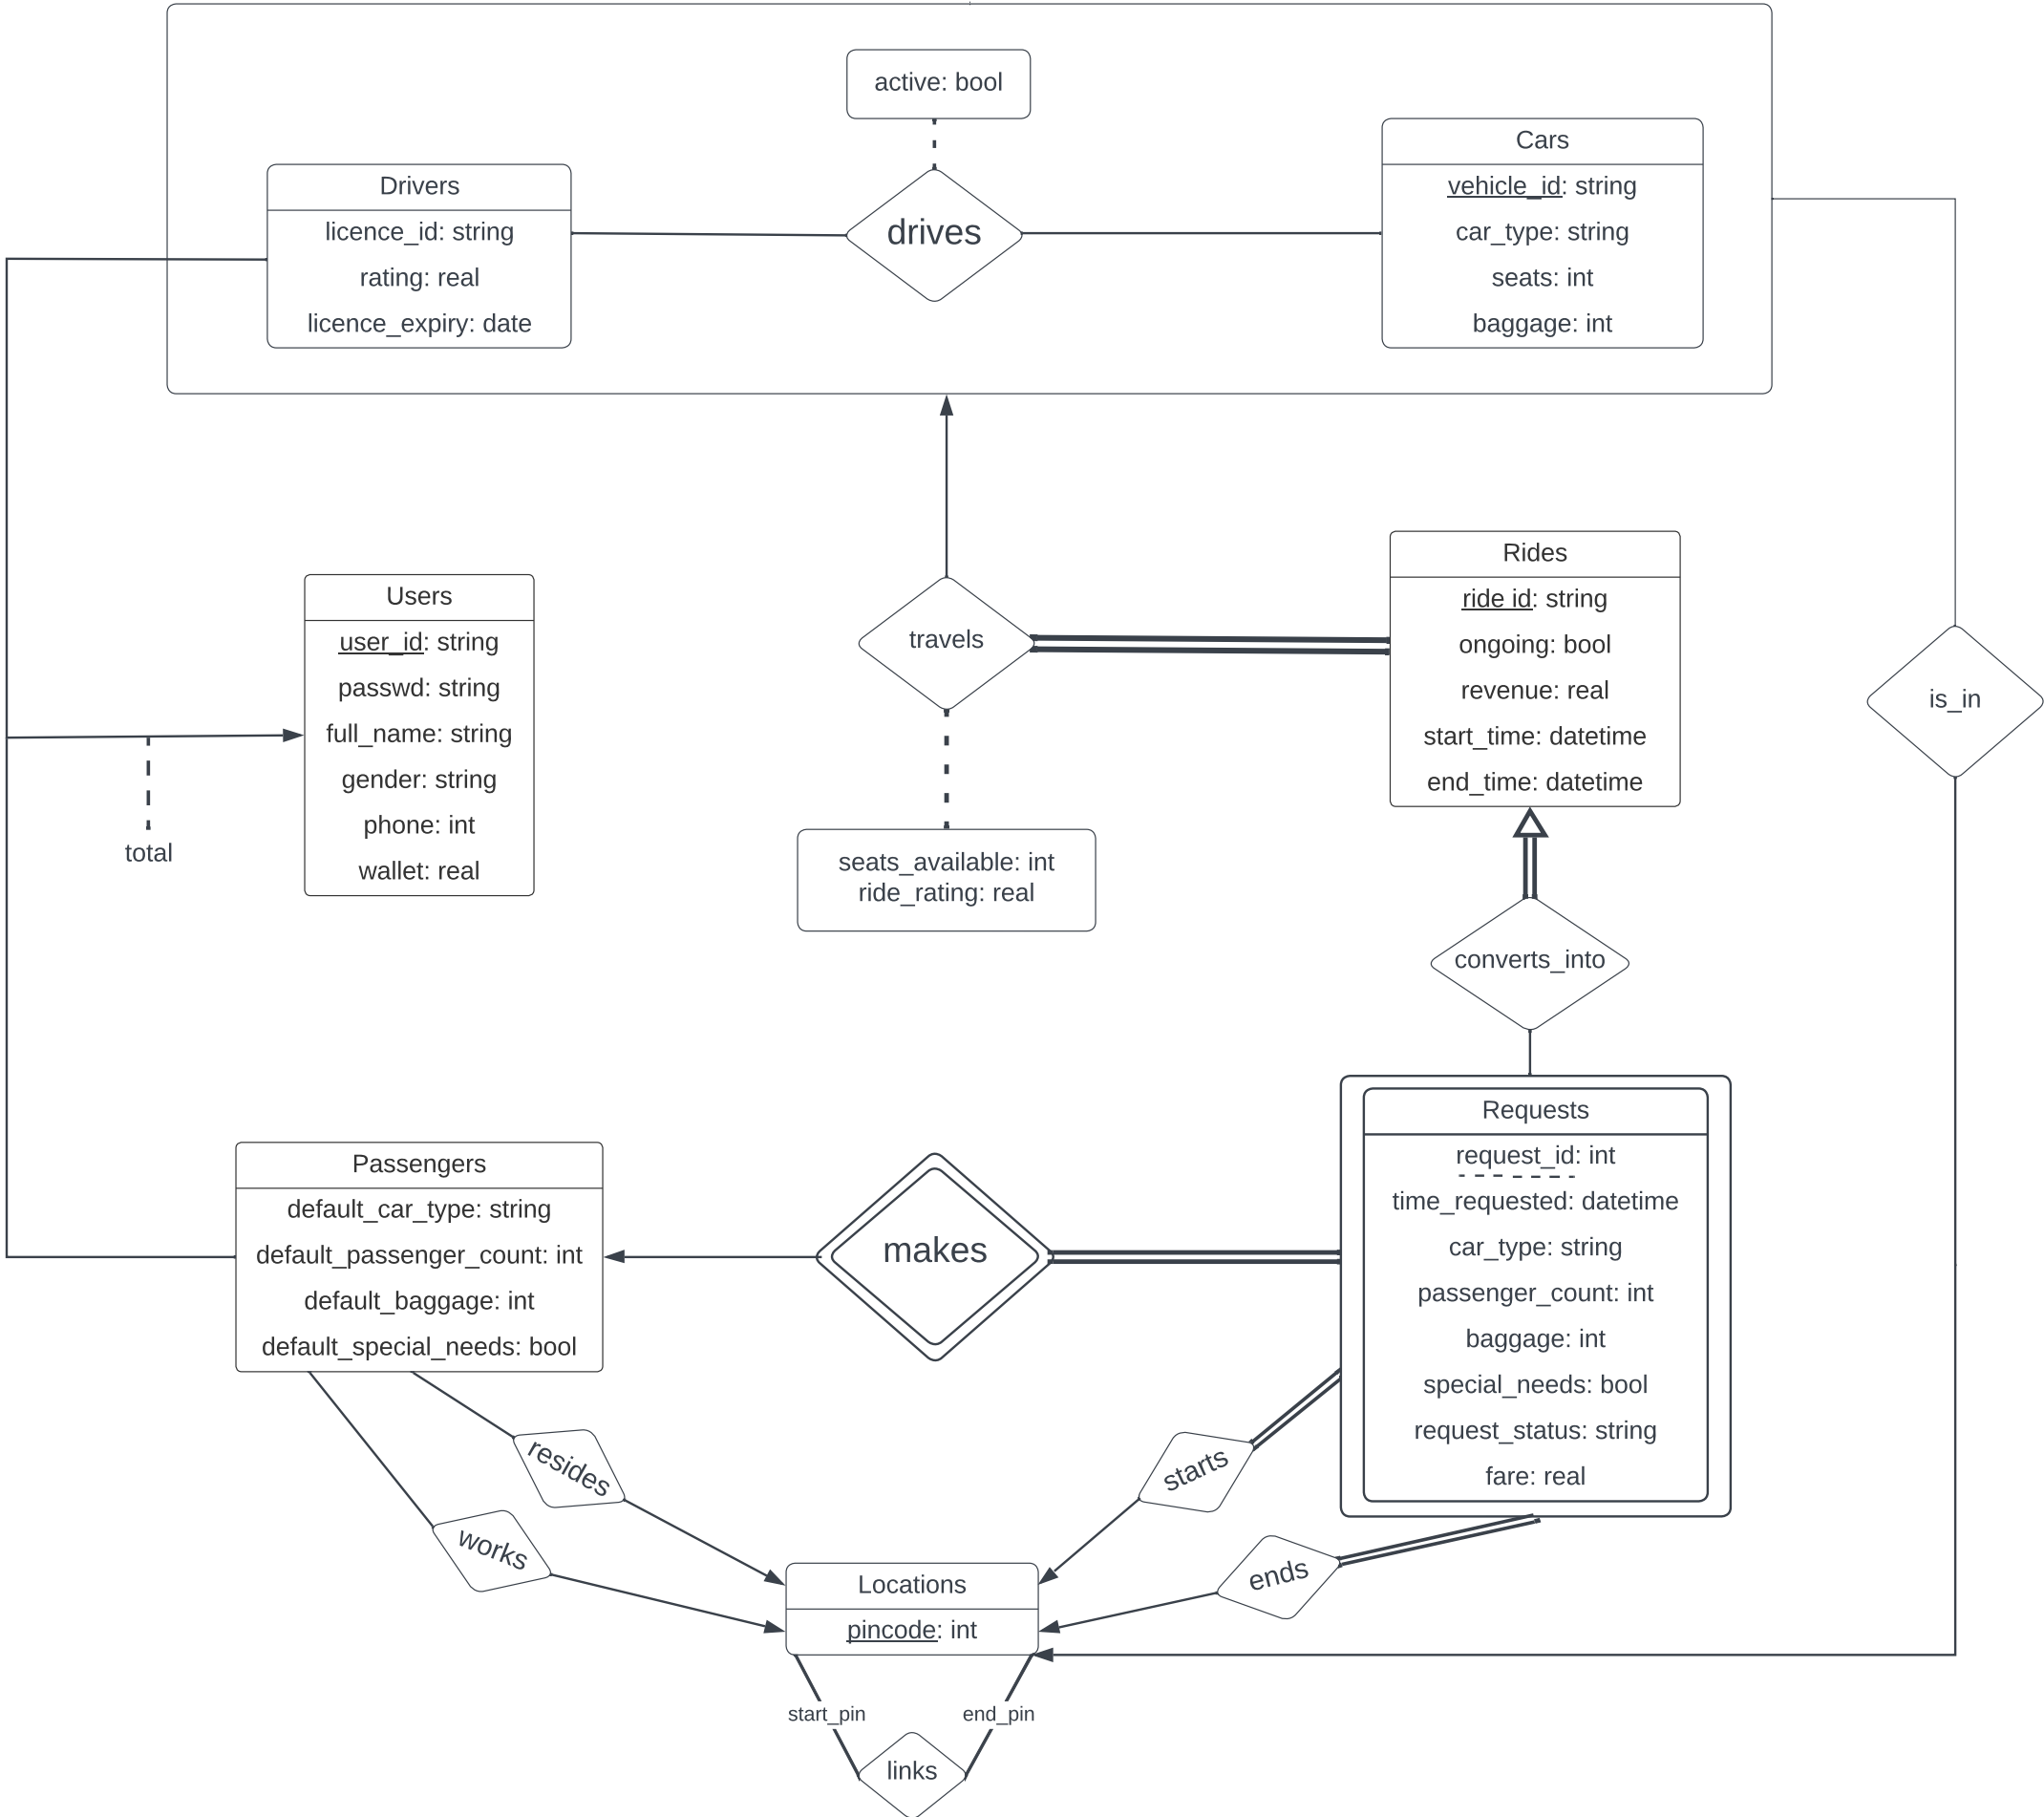 active: bool
Drivers
licence_id: string
rating: real
licence_expiry: date
drives
Cars
vehicle_id: string
car_type: string
seats: int
baggage: int
Users
user_id: string
passwd: string
full_name: string
gender: string
phone: int
wallet: real
total
travels
seats_available: int
ride_rating: real
Rides
ride id: string
ongoing: bool
revenue: real
start_time: datetime
end_time: datetime
is_in
converts_into
Passengers
default_car_type: string
default_passenger_count: int
default_baggage: int
default_special_needs: bool
makes
Requests
request_id: int
time_requested: datetime
car_type: string
passenger_count: int
baggage: int
special_needs: bool
request_status: string
fare: real
resides
works
starts
ends
Locations
pincode: int
start_pin
end_pin
links